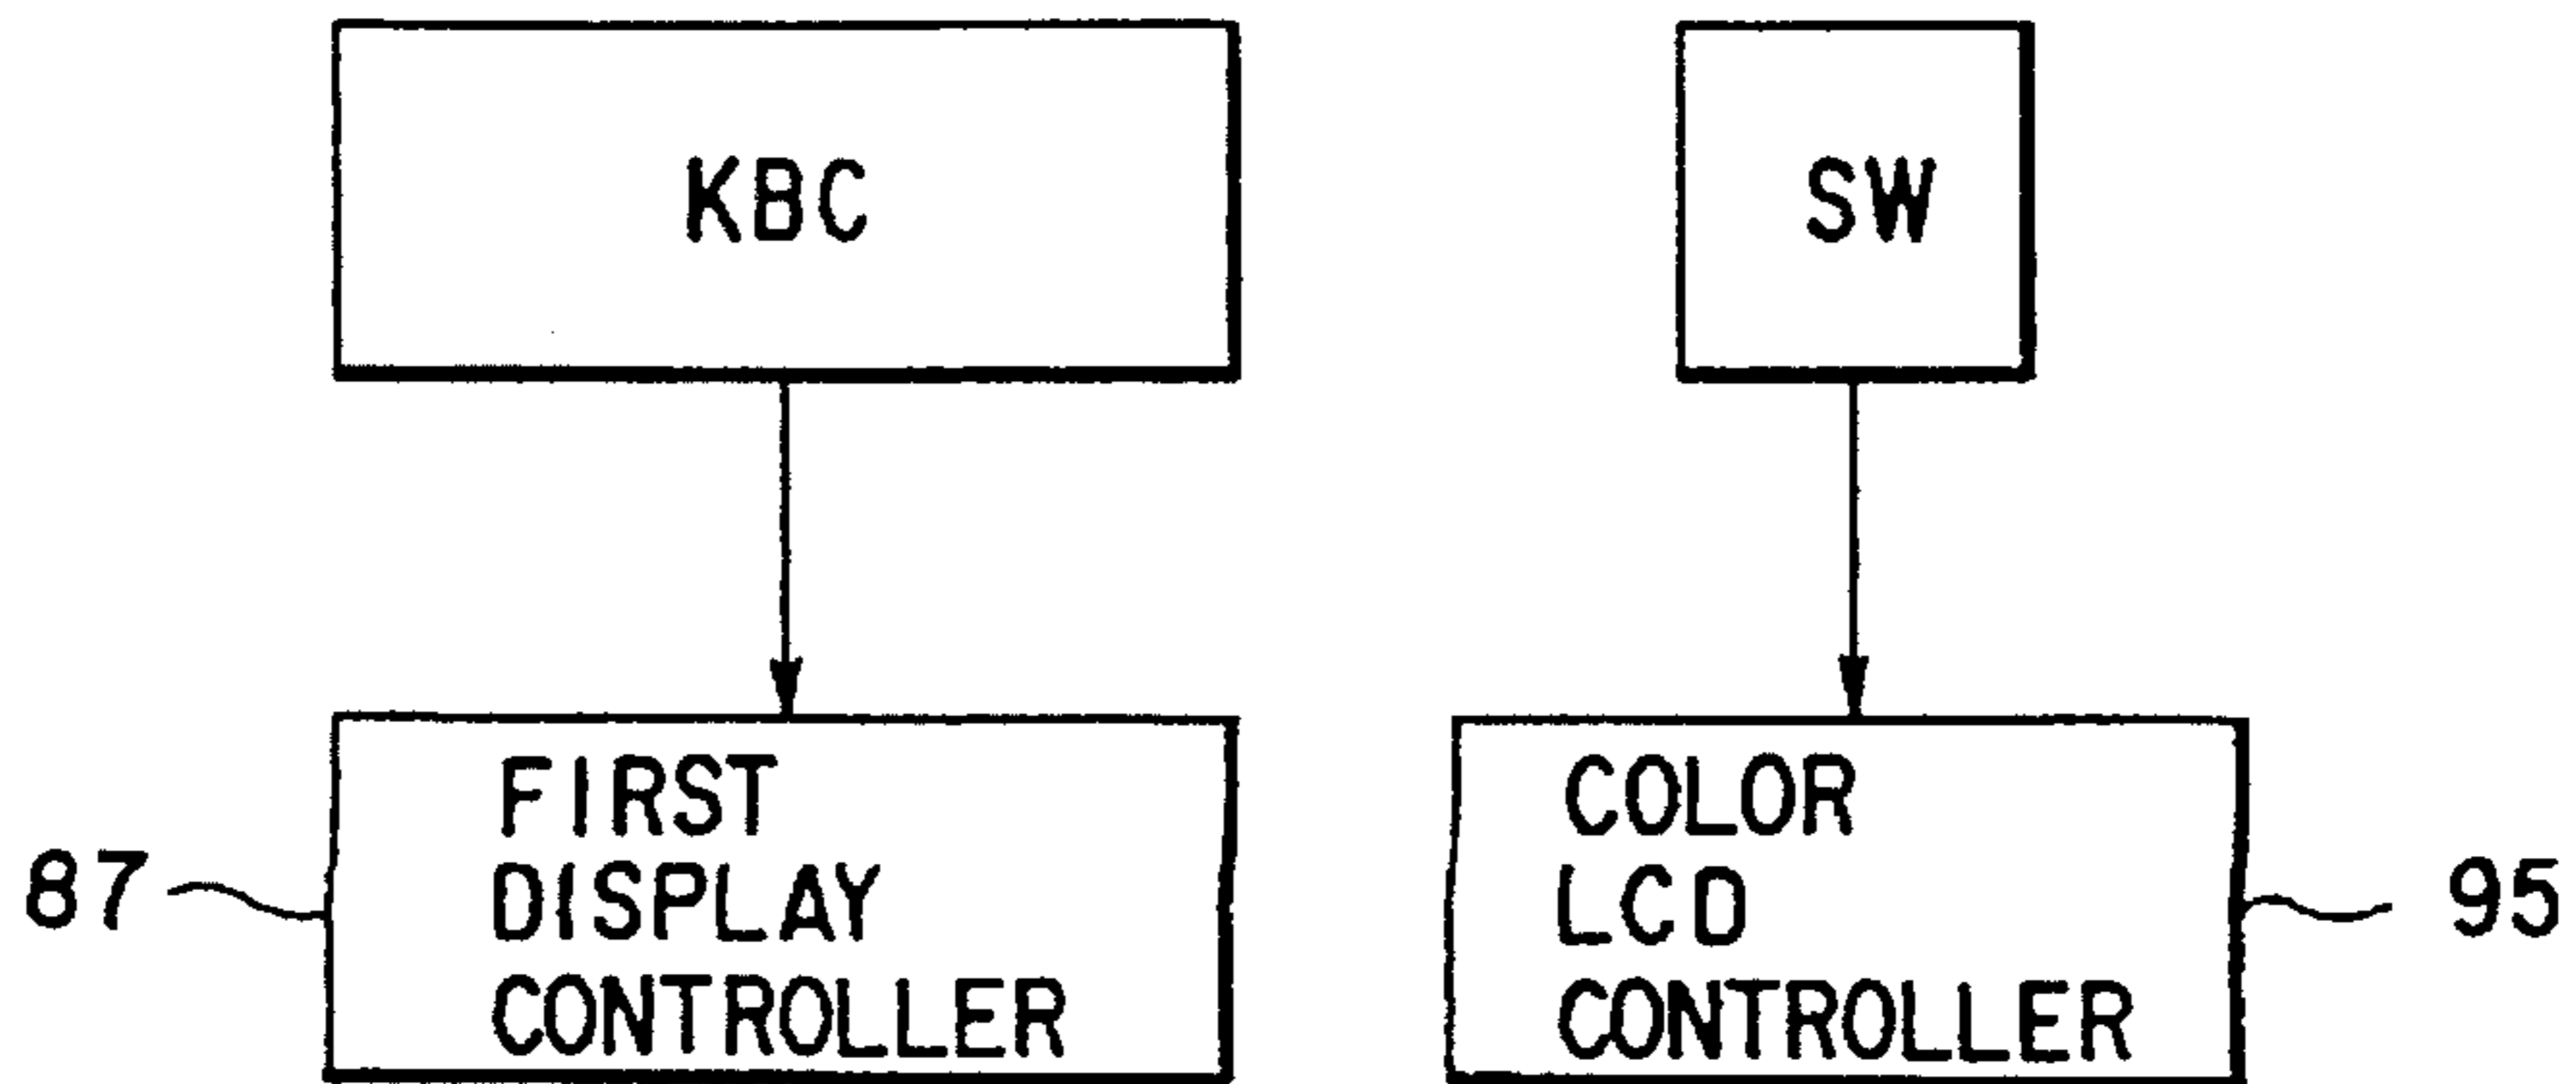 KBC
SW
FIRST
DISPLAY
CONTROLLER
87
COLOR
LCD
CONTROLLER
95